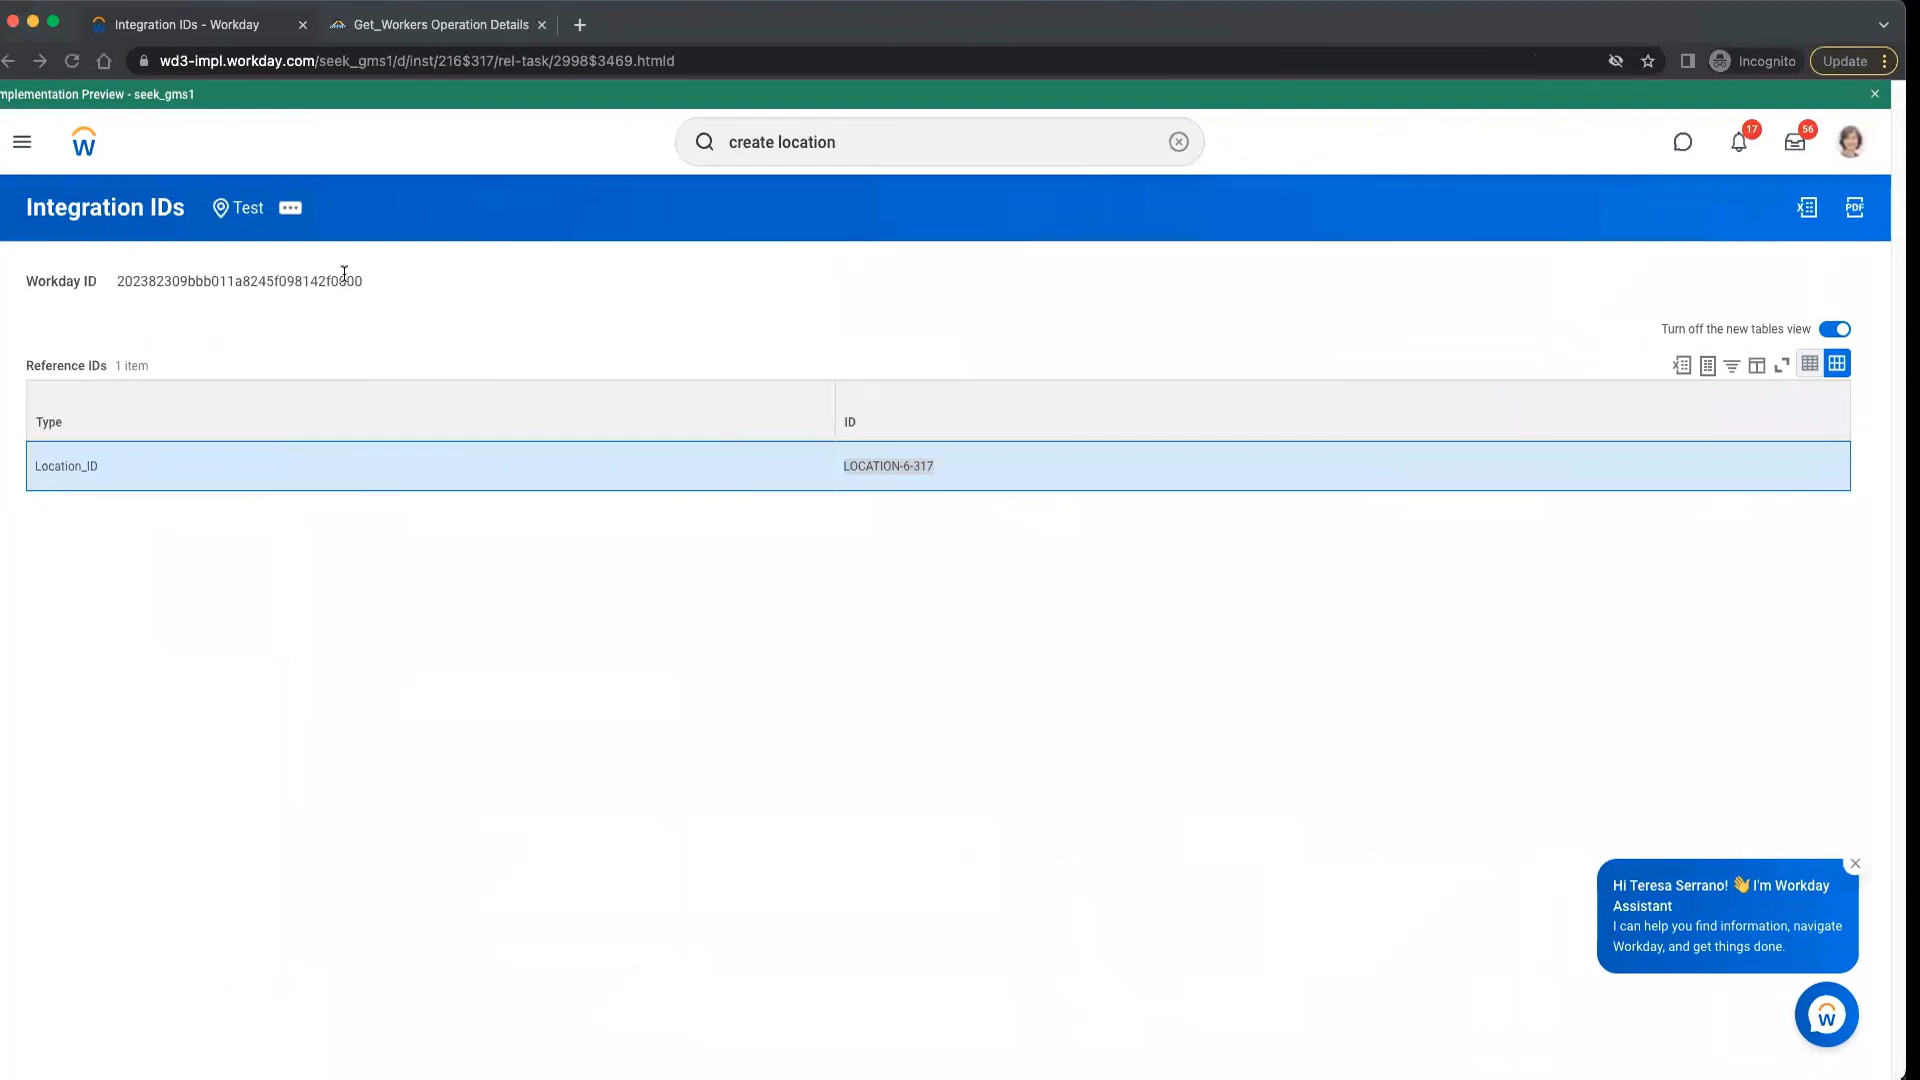 Integration IDs - Workday
Get_Workers Operation Details
wd3-impl.workday.com/seek_gms1/d/inst/216$317/rel-task/2998$3469.htmld
Incognito
Update
mplementation Preview - seek_gms1
create location
17
56
Integration IDs
Test
PDF
Workday ID 202382309bbb011a8245f098142f0000
Turn off the new tables view
Reference IDs 1 item
Type ID
Location_ID LOCATION-6-317
Hi Teresa Serrano! 👋 I'm Workday
Assistant
I can help you find information, navigate
Workday, and get things done.